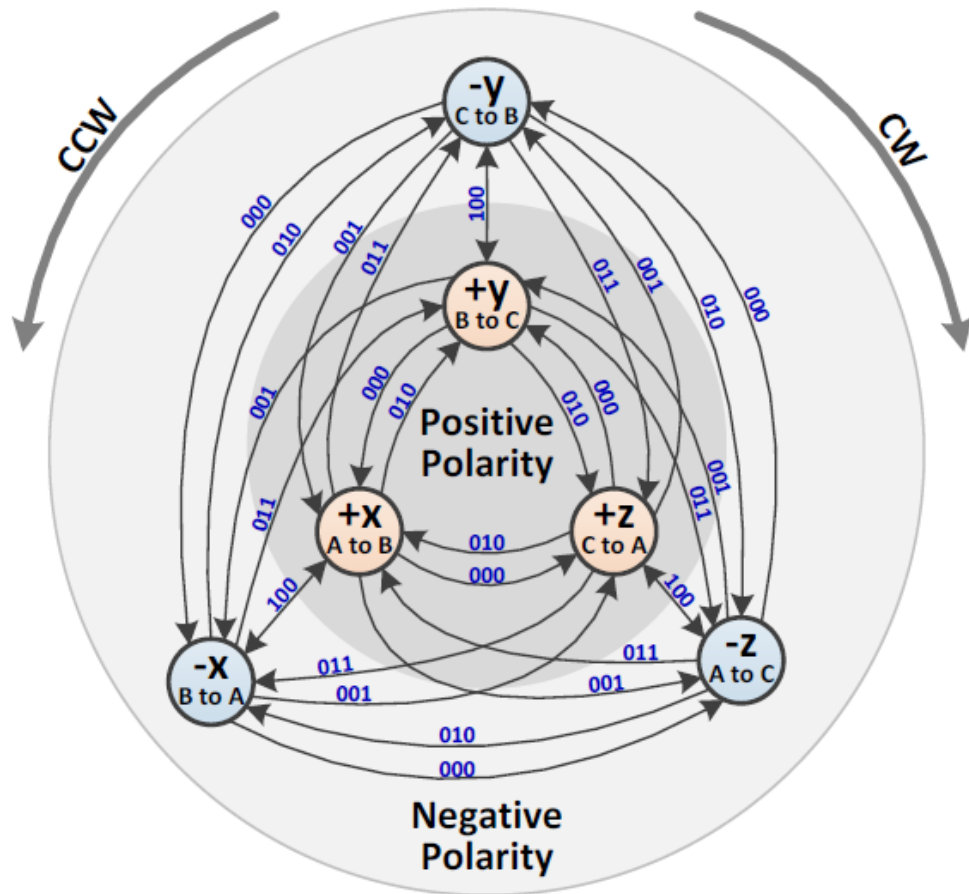 CCW
CW
-y
C to B
000
010
001
011
100
011
001
010
000
+y
B to C
001
011
000
010
010
000
001
011
Positive
Polarity
+x
A to B
+z
C to A
010
000
100
100
-x
B to A
-z
A to C
011
001
011
001
010
000
Negative
Polarity